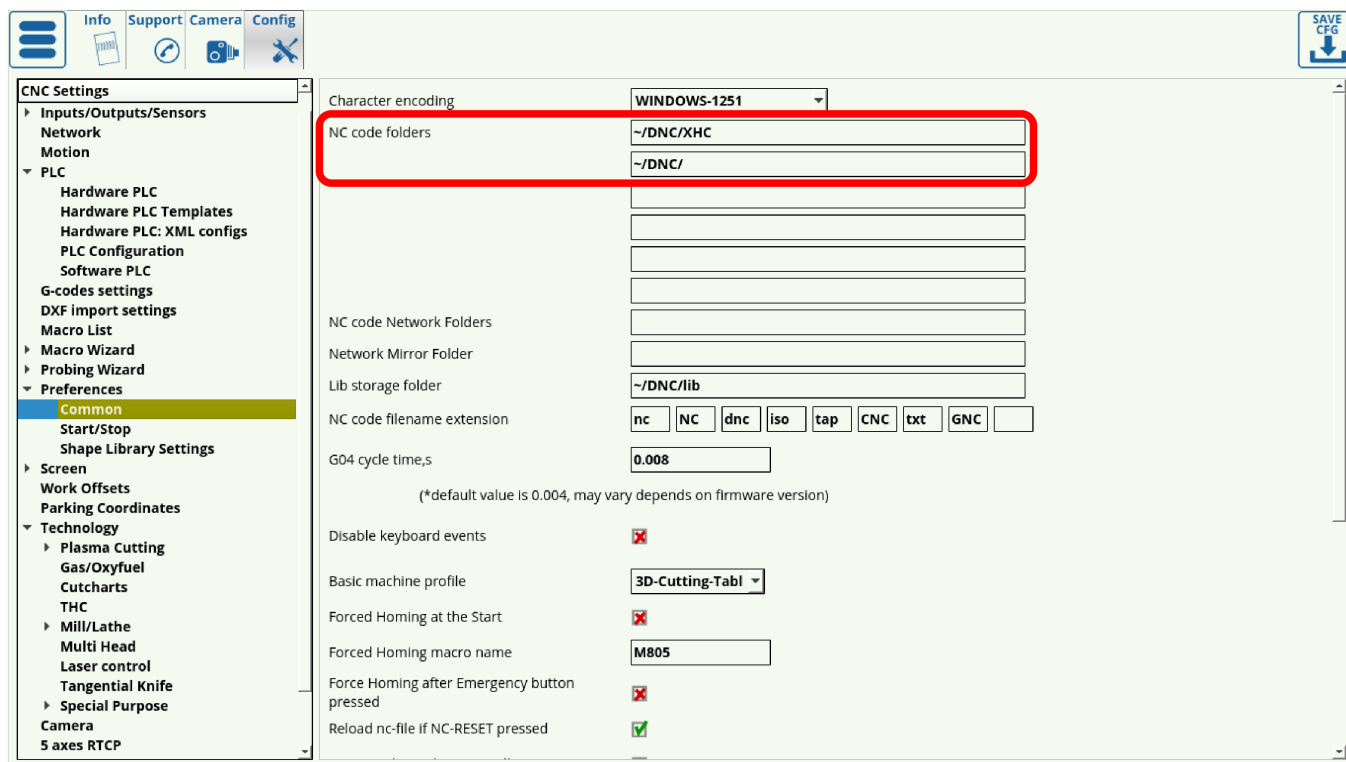 Info Support Camera Config
SAVE CFG
CNC Settings
Inputs/Outputs/Sensors
Network
Motion
PLC
Hardware PLC
Hardware PLC Templates
Hardware PLC: XML configs
PLC Configuration
Software PLC
G-codes settings
DXF import settings
Macro List
Macro Wizard
Probing Wizard
Preferences
Common
Start/Stop
Shape Library Settings
Screen
Work Offsets
Parking Coordinates
Technology
Plasma Cutting
Gas/Oxyfuel
Cutcharts
THC
Mill/Lathe
Multi Head
Laser control
Tangential Knife
Special Purpose
Camera
5 axes RTCP
Character encoding WINDOWS-1251
NC code folders ~/DNC/XHC
~/DNC/
NC code Network Folders
Network Mirror Folder
Lib storage folder ~/DNC/lib
NC code filename extension nc NC dnc iso tap CNC txt GNC
G04 cycle time,s 0.008
(*default value is 0.004, may vary depends on firmware version)
Disable keyboard events
Basic machine profile 3D-Cutting-Tabl
Forced Homing at the Start
Forced Homing macro name M805
Force Homing after Emergency button
pressed
Reload nc-file if NC-RESET pressed